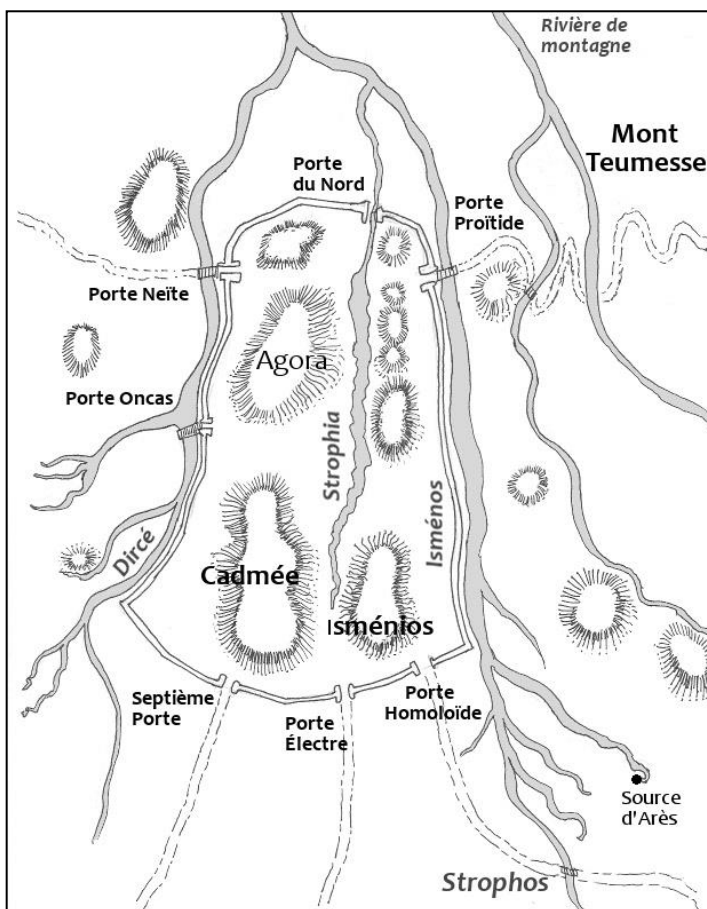 Rivière de
montagne
Mont
Teumesse
Porte
du Nord
Porte
Proïtide
Porte Neïte
Agora
Porte Oncas
Strophia
Isménos
Dircé
Cadmée
Isménios
Septième
Porte
Porte
Électre
Porte
Homoloïde
Source
d'Arès
Strophos